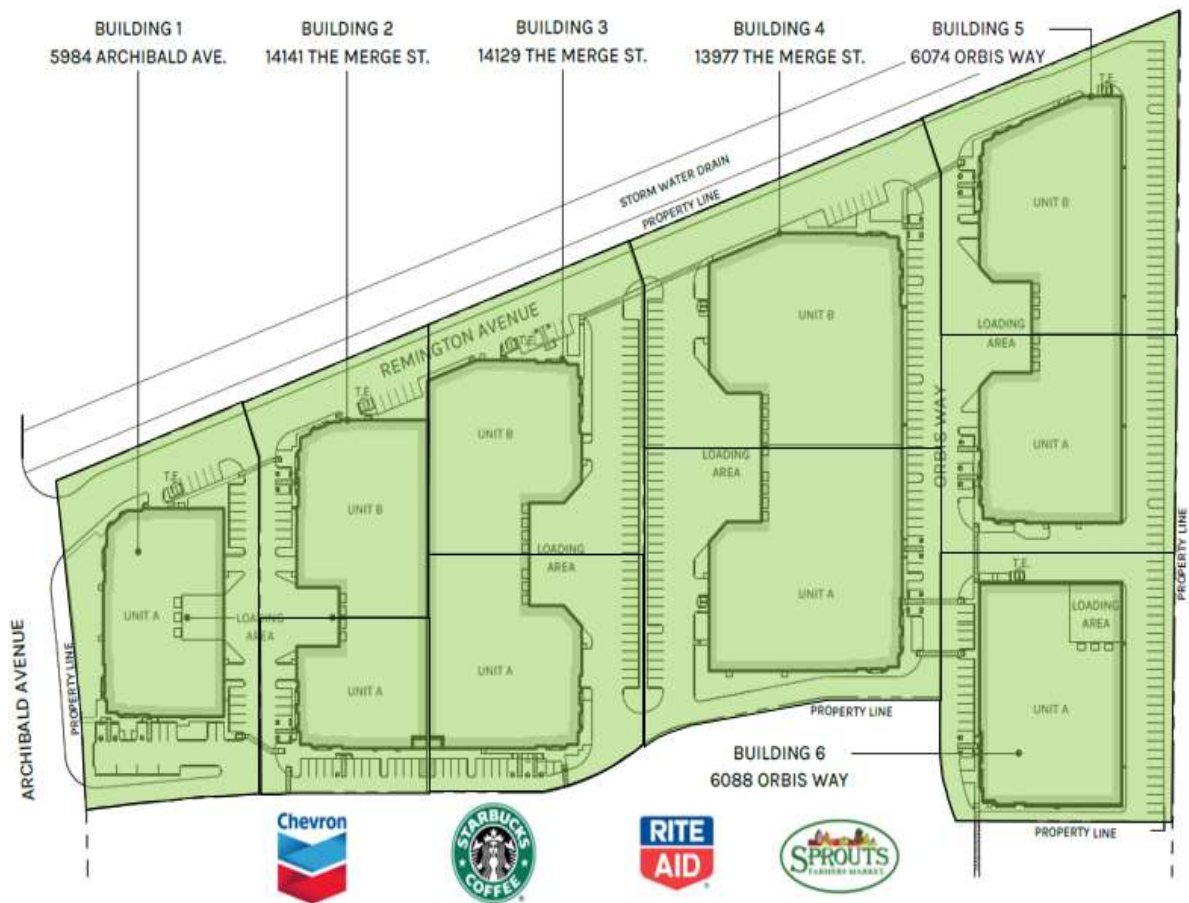 BUILDING 1
5984 ARCHIBALD AVE.
BUILDING 2
14141 THE MERGE ST.
BUILDING 3
14129 THE MERGE ST.
BUILDING 4
13977 THE MERGE ST.
BUILDING 5
6074 ORBIS WAY
T.E.
STORM WATER DRAIN
PROPERTY LINE
REMINGTON AVENUE
UNIT B
LOADING
AREA
UNIT A
ORBIS WAY
UNIT B
LOADING
AREA
UNIT A
T.E.
UNIT B
LOADING
AREA
UNIT A
T.E.
UNIT B
UNIT A
T.E.
UNIT A
LOADING
AREA
T.E.
LOADING
AREA
UNIT A
PROPERTY LINE
PROPERTY LINE
ARCHIBALD AVENUE
PROPERTY LINE
BUILDING 6
6088 ORBIS WAY
PROPERTY LINE
Chevron
STARBUCKS
COFFEE
RITE
AID
SPROUTS
FARMERS MARKET